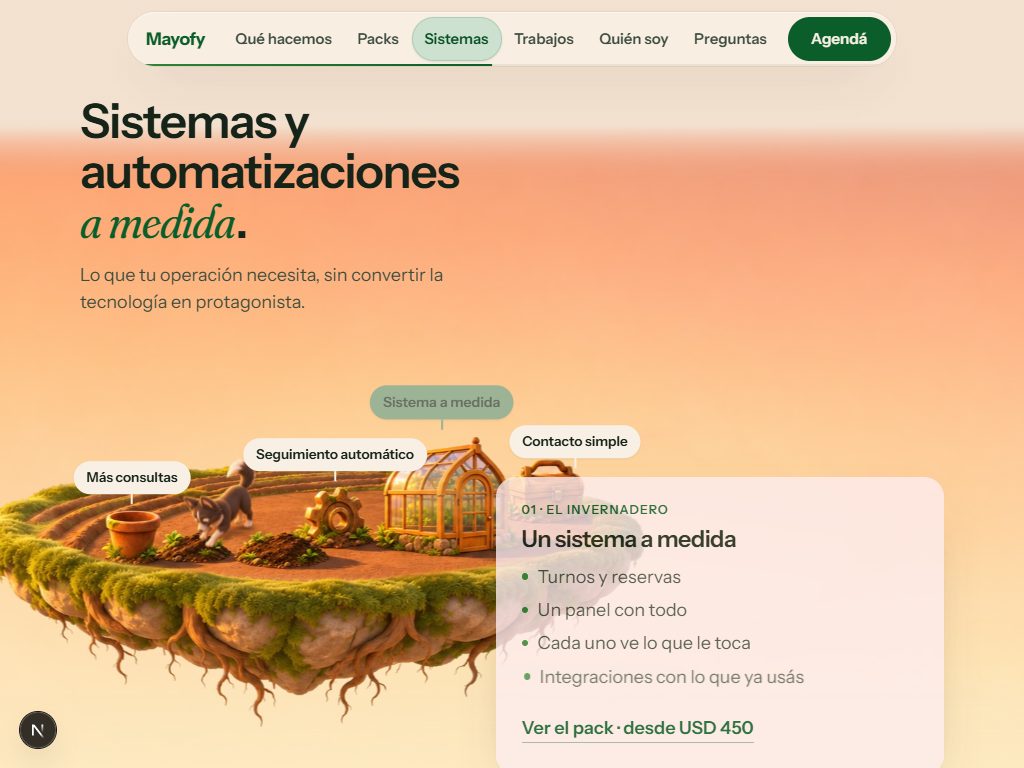 Mayofy
Qué hacemos
Packs
Sistemas
Trabajos
Quién soy
Preguntas
Agendá
Sistemas y
automatizaciones
a medida.
Lo que tu operación necesita, sin convertir la
tecnología en protagonista.
Sistema a medida
Contacto simple
Seguimiento automático
Más consultas
01 · EL INVERNADERO
Un sistema a medida
Turnos y reservas
Un panel con todo
Cada uno ve lo que le toca
Integraciones con lo que ya usás
Ver el pack · desde USD 450
N